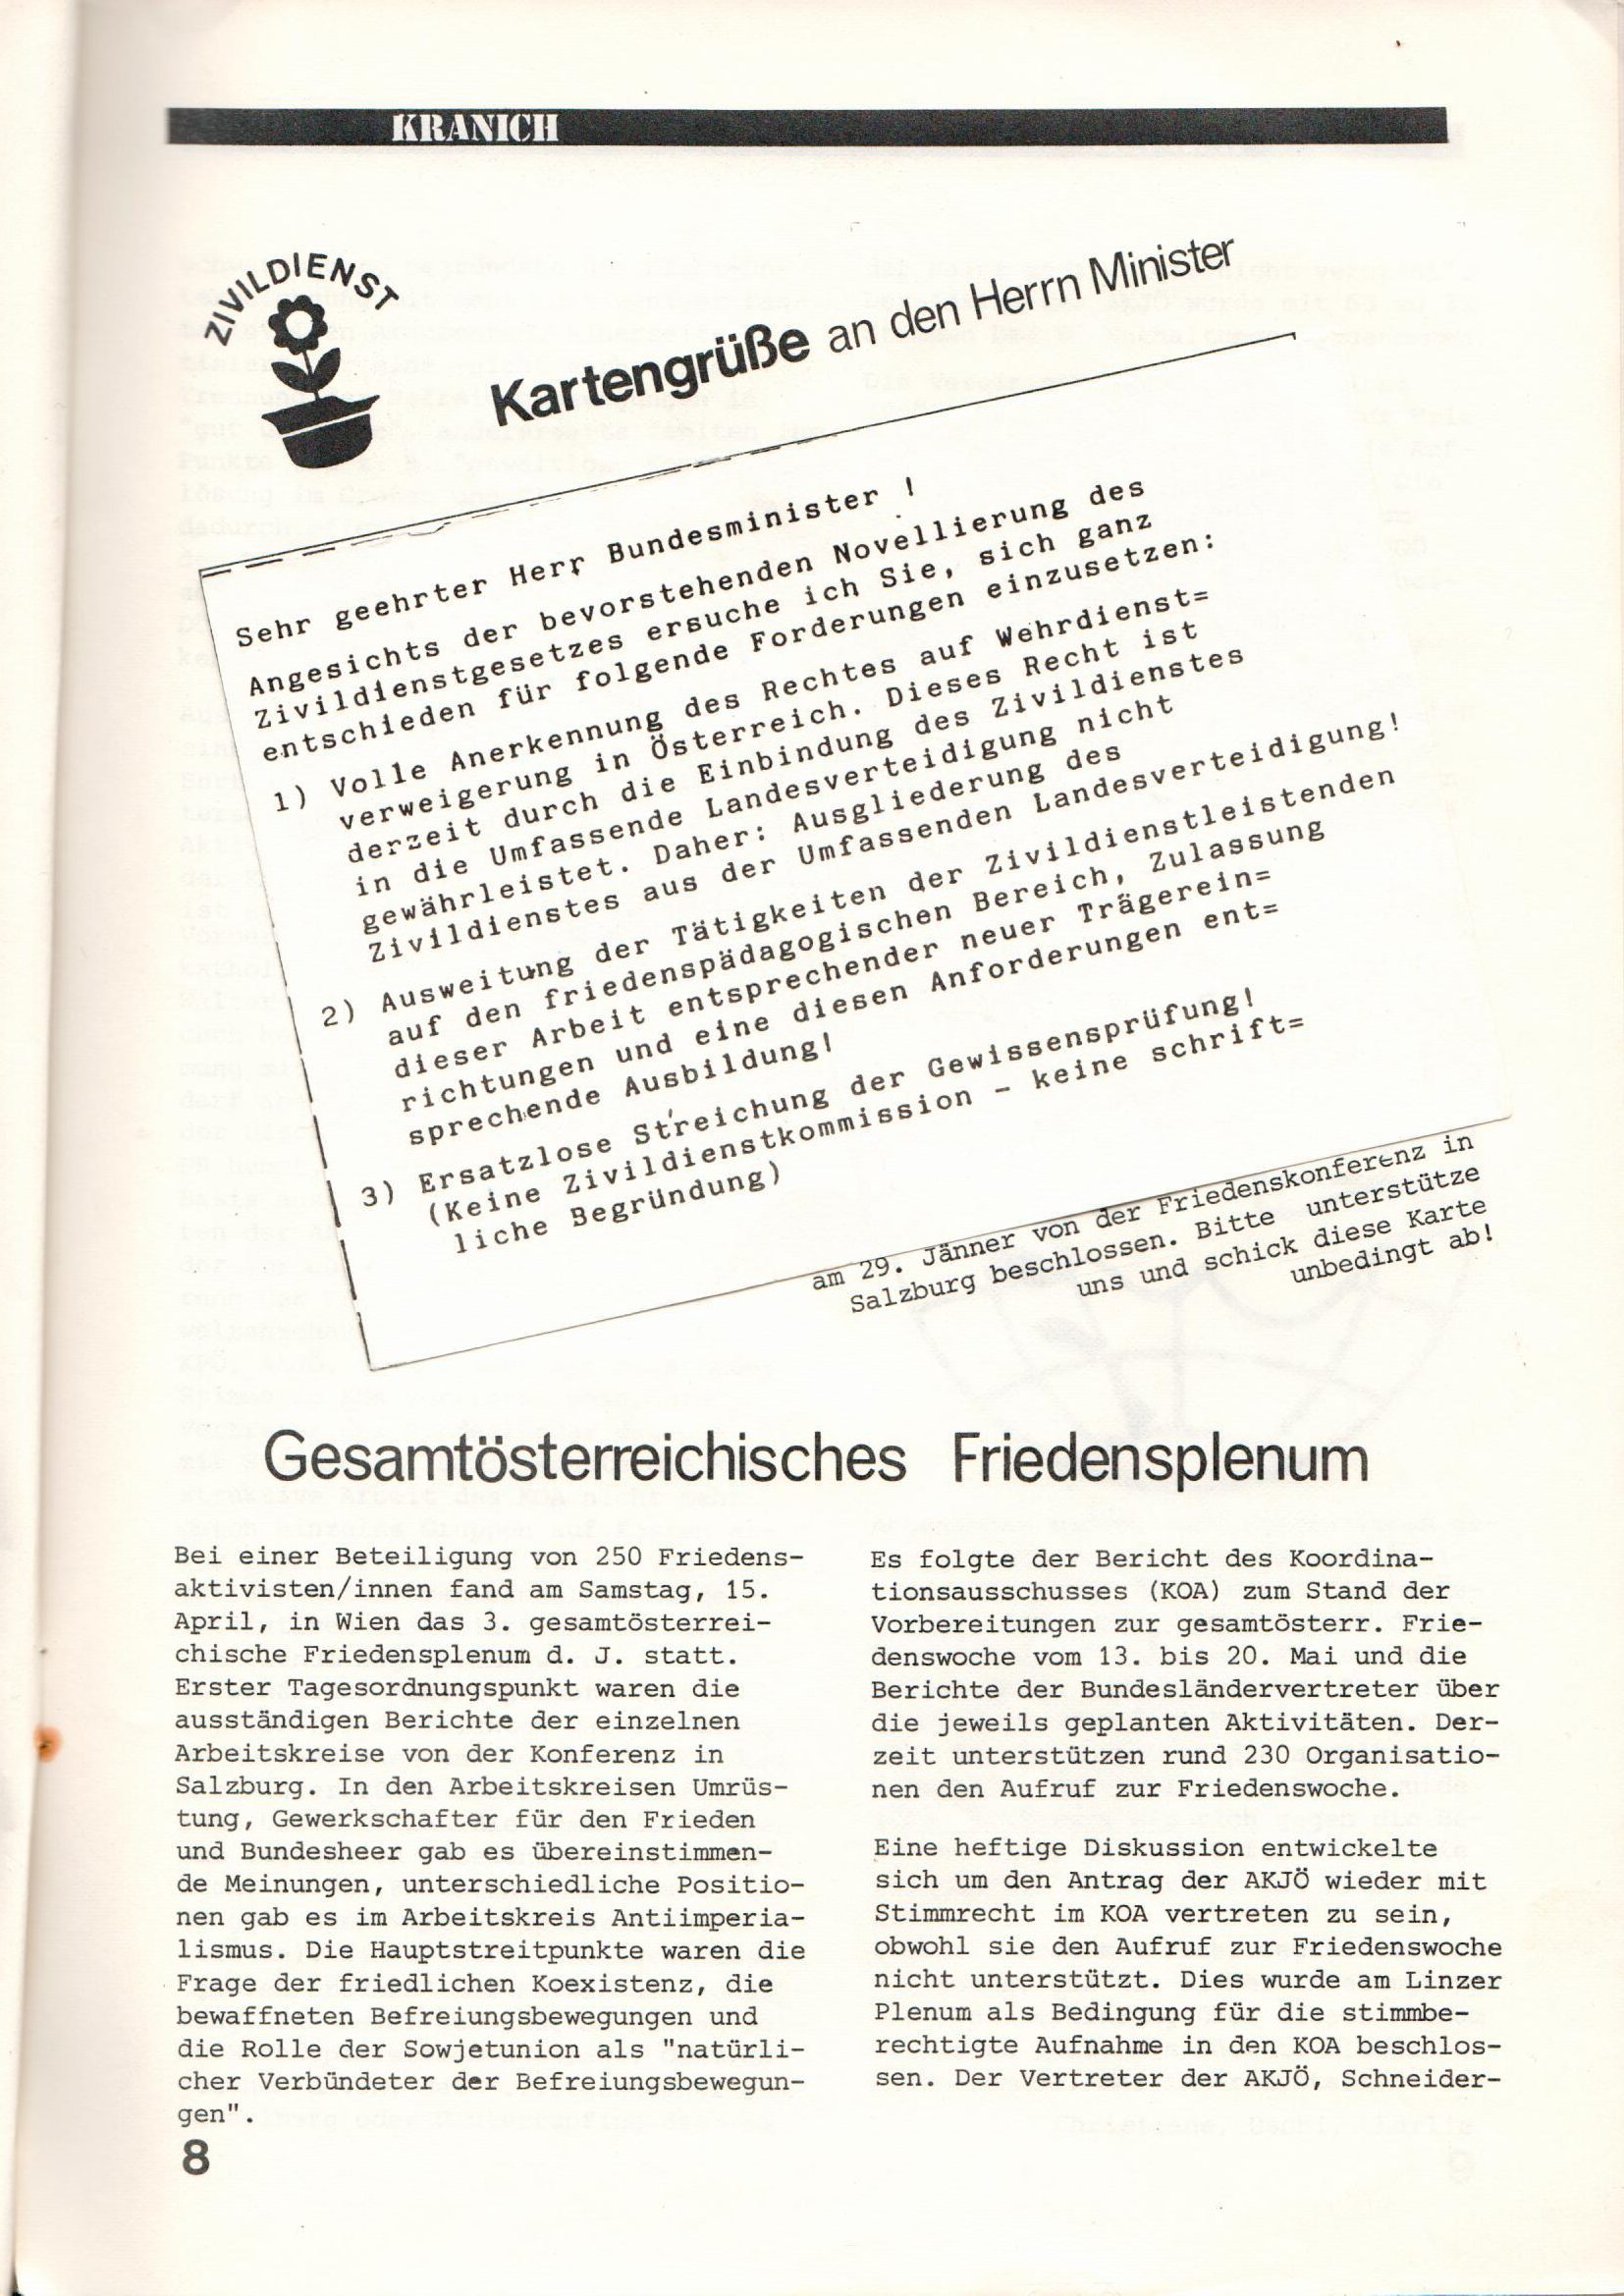 KRANICH
ZIVILDIENST
Kartengrüße an den Herrn Minister
Sehr geehrter Herr Bundesminister !
Angesichts der bevorstehenden Novellierung des
Zivildienstgesetzes ersuche ich Sie, sich ganz
entschieden für folgende Forderungen einzusetzen:
1) Volle Anerkennung des Rechtes auf Wehrdienst=
verweigerung in Österreich. Dieses Recht ist
derzeit durch die Einbindung des Zivildienstes
in die Umfassende Landesverteidigung nicht
gewährleistet. Daher: Ausgliederung des
Zivildienstes aus der Umfassenden Landesverteidigung!
2) Ausweitung der Tätigkeiten der Zivildienstleistenden
auf den friedenspädagogischen Bereich, Zulassung
dieser Arbeit entsprechender neuer Trägerein=
richtungen und eine diesen Anforderungen ent=
sprechende Ausbildung!
3) Ersatzlose Streichung der Gewissensprüfung!
(Keine Zivildienstkommission - keine schrift=
liche Begründung)
am 29. Jänner von der Friedenskonferenz in
Salzburg beschlossen. Bitte unterstütze
uns und schick diese Karte
unbedingt ab!
Gesamtösterreichisches Friedensplenum
Bei einer Beteiligung von 250 Friedens-
aktivisten/innen fand am Samstag, 15.
April, in Wien das 3. gesamtösterrei-
chische Friedensplenum d. J. statt.
Erster Tagesordnungspunkt waren die
ausständigen Berichte der einzelnen
Arbeitskreise von der Konferenz in
Salzburg. In den Arbeitskreisen Umrüs-
tung, Gewerkschafter für den Frieden
und Bundesheer gab es übereinstimmen-
de Meinungen, unterschiedliche Positio-
nen gab es im Arbeitskreis Antiimperia-
lismus. Die Hauptstreitpunkte waren die
Frage der friedlichen Koexistenz, die
bewaffneten Befreiungsbewegungen und
die Rolle der Sowjetunion als "natürli-
cher Verbündeter der Befreiungsbewegun-
gen".
Es folgte der Bericht des Koordina-
tionsausschusses (KOA) zum Stand der
Vorbereitungen zur gesamtösterr. Frie-
denswoche vom 13. bis 20. Mai und die
Berichte der Bundesländervertreter über
die jeweils geplanten Aktivitäten. Der-
zeit unterstützen rund 230 Organisatio-
nen den Aufruf zur Friedenswoche.
Eine heftige Diskussion entwickelte
sich um den Antrag der AKJÖ wieder mit
Stimmrecht im KOA vertreten zu sein,
obwohl sie den Aufruf zur Friedenswoche
nicht unterstützt. Dies wurde am Linzer
Plenum als Bedingung für die stimmbe-
rechtigte Aufnahme in den KOA beschlos-
sen. Der Vertreter der AKJÖ, Schneider-
8